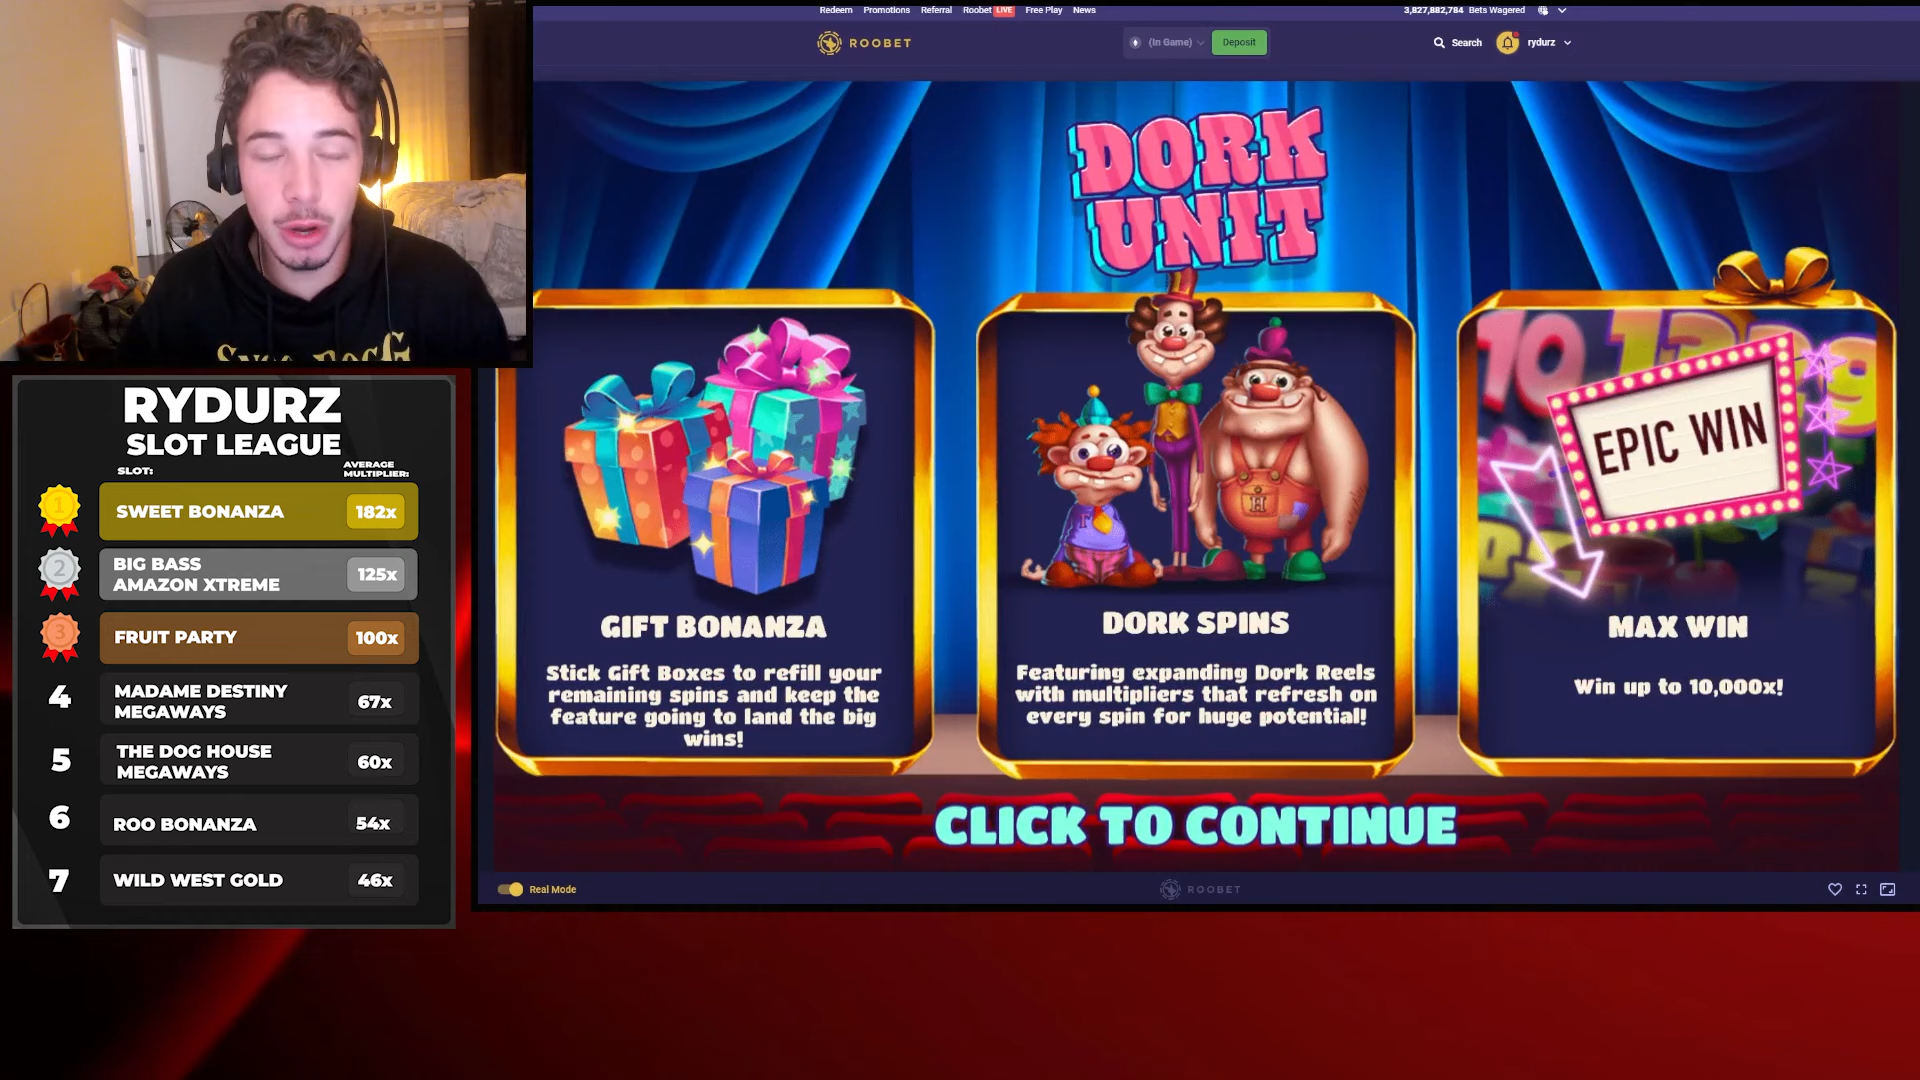 Redeem Promotions Referral Roobet LIVE Free Play News
3,827,882,784 Bets Wagered
ROOBET
(In Game)
Deposit
Search
rydurz
DORK
UNIT
GIFT BONANZA
Stick Gift Boxes to refill your
remaining spins and keep the
feature going to land the big
wins!
H
DORK SPINS
Featuring expanding Dork Reels
with multipliers that refresh on
every spin for huge potential!
10
EPIC WIN
MAX WIN
Win up to 10,000x!
CLICK TO CONTINUE
Real Mode
ROOBET
RYDURZ
SLOT LEAGUE
SLOT:
AVERAGE
MULTIPLIER:
1
SWEET BONANZA
182x
2
BIG BASS
AMAZON XTREME
125x
3
FRUIT PARTY
100x
4
MADAME DESTINY
MEGAWAYS
67x
5
THE DOG HOUSE
MEGAWAYS
60x
6
ROO BONANZA
54x
7
WILD WEST GOLD
46x